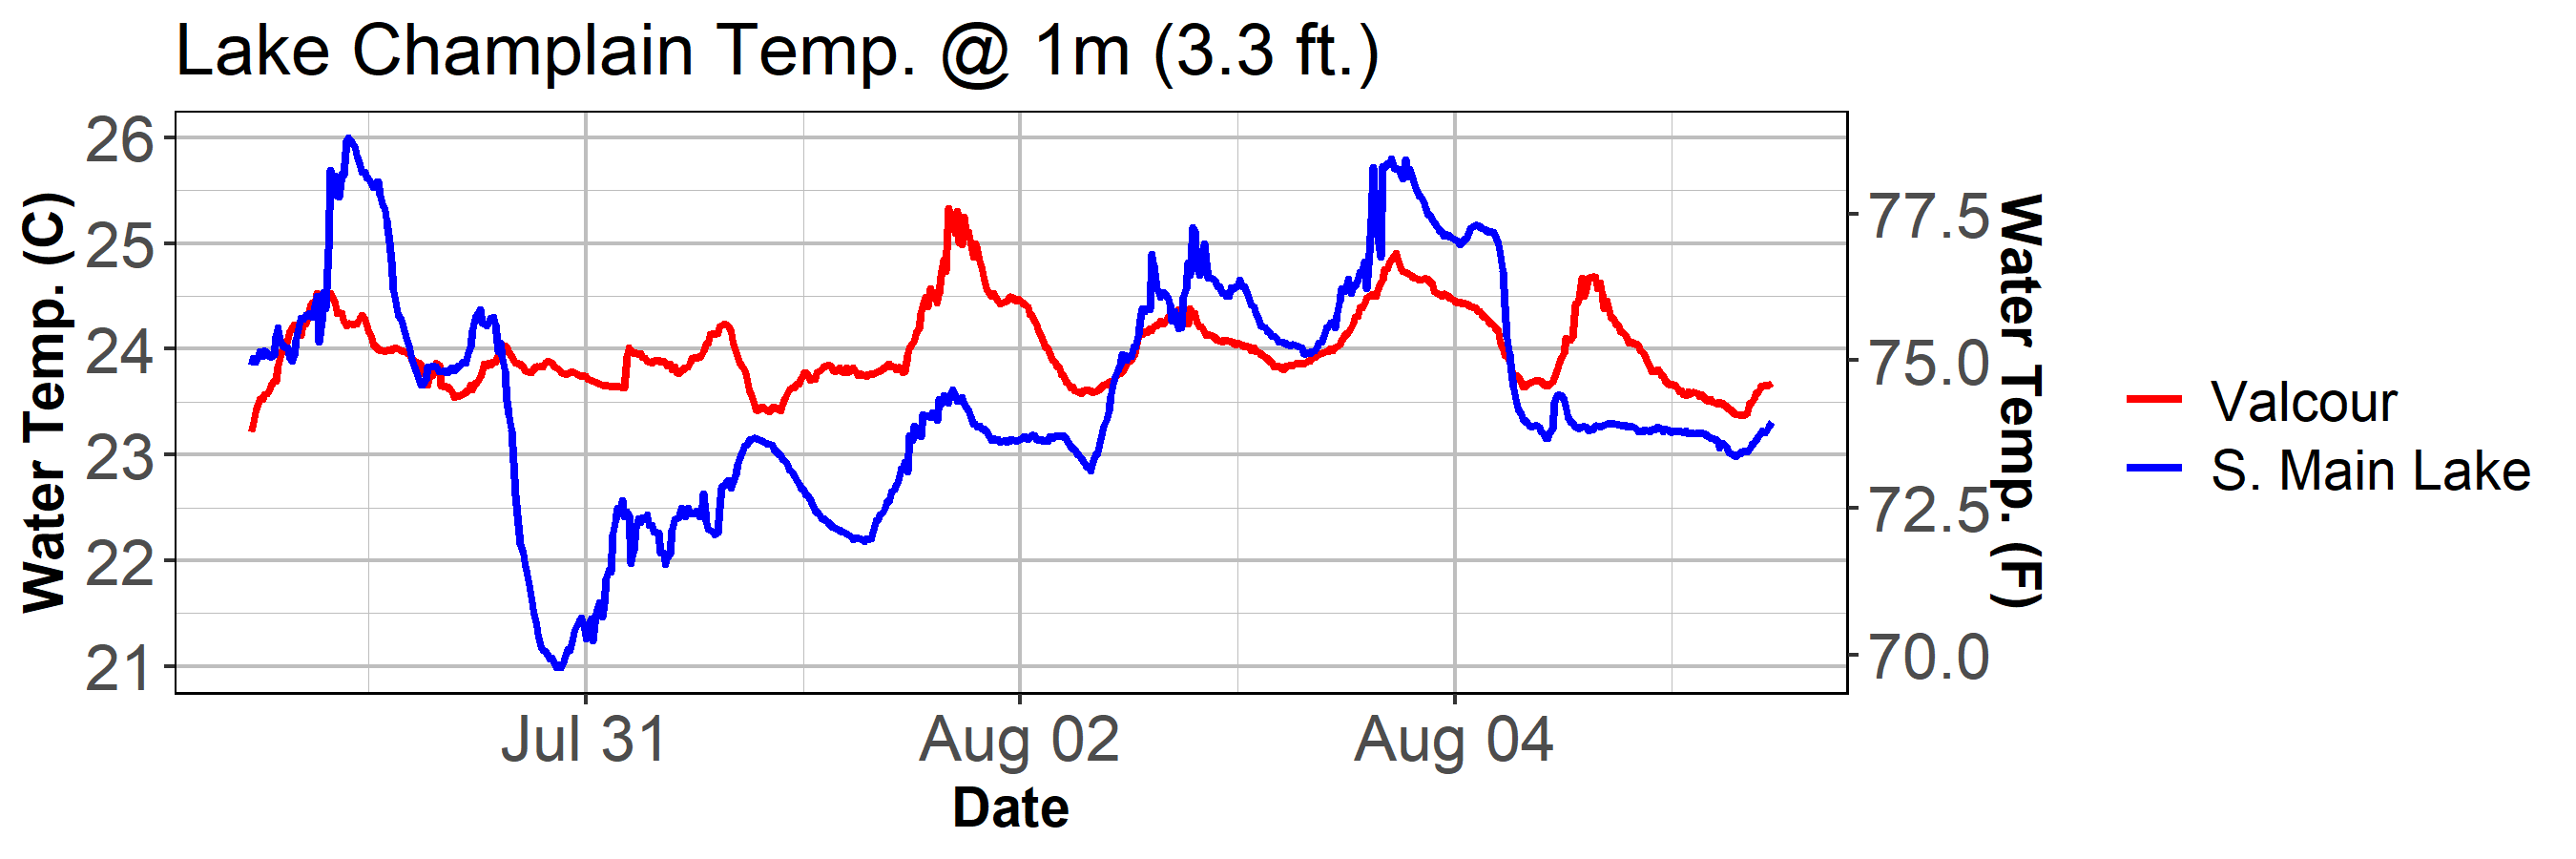 Lake Champlain Temp. @ 1m (3.3 ft.)
Water Temp. (C)
26
25
24
23
22
21
77.5
75.0
72.5
70.0
Water Temp. (F)
Jul 31
Aug 02
Aug 04
Date
Valcour
S. Main Lake